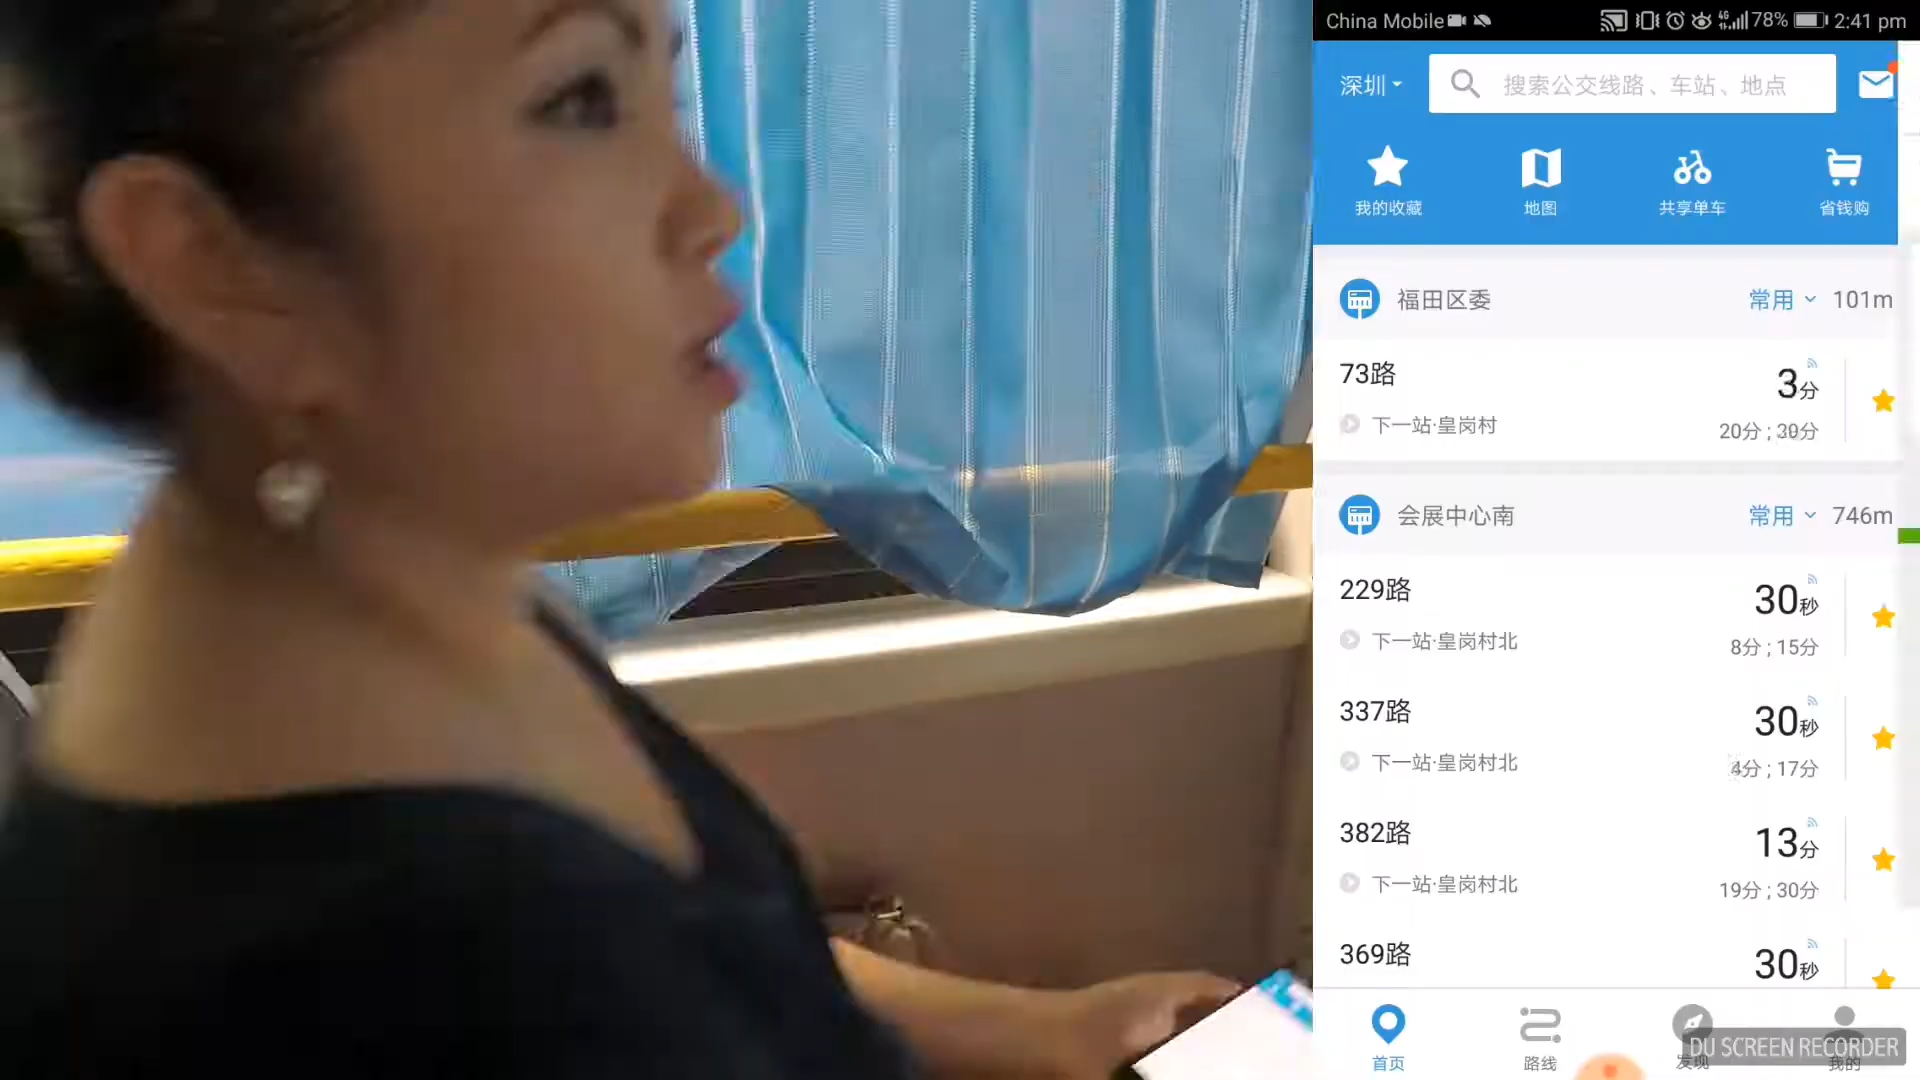 China Mobile 4G 78% 2:41 pm
深圳 搜索公交线路、车站、地点
我的收藏 地图 共享单车 省钱购
福田区委 常用 101m
73路 3分
下一站·皇岗村 20分 ; 39分
会展中心南 常用 746m
229路 30秒
下一站·皇岗村北 8分 ; 15分
337路 30秒
下一站·皇岗村北 4分 ; 17分
382路 13分
下一站·皇岗村北 19分 ; 30分
369路 30秒
首页 路线 发现 我的
DU SCREEN RECORDER